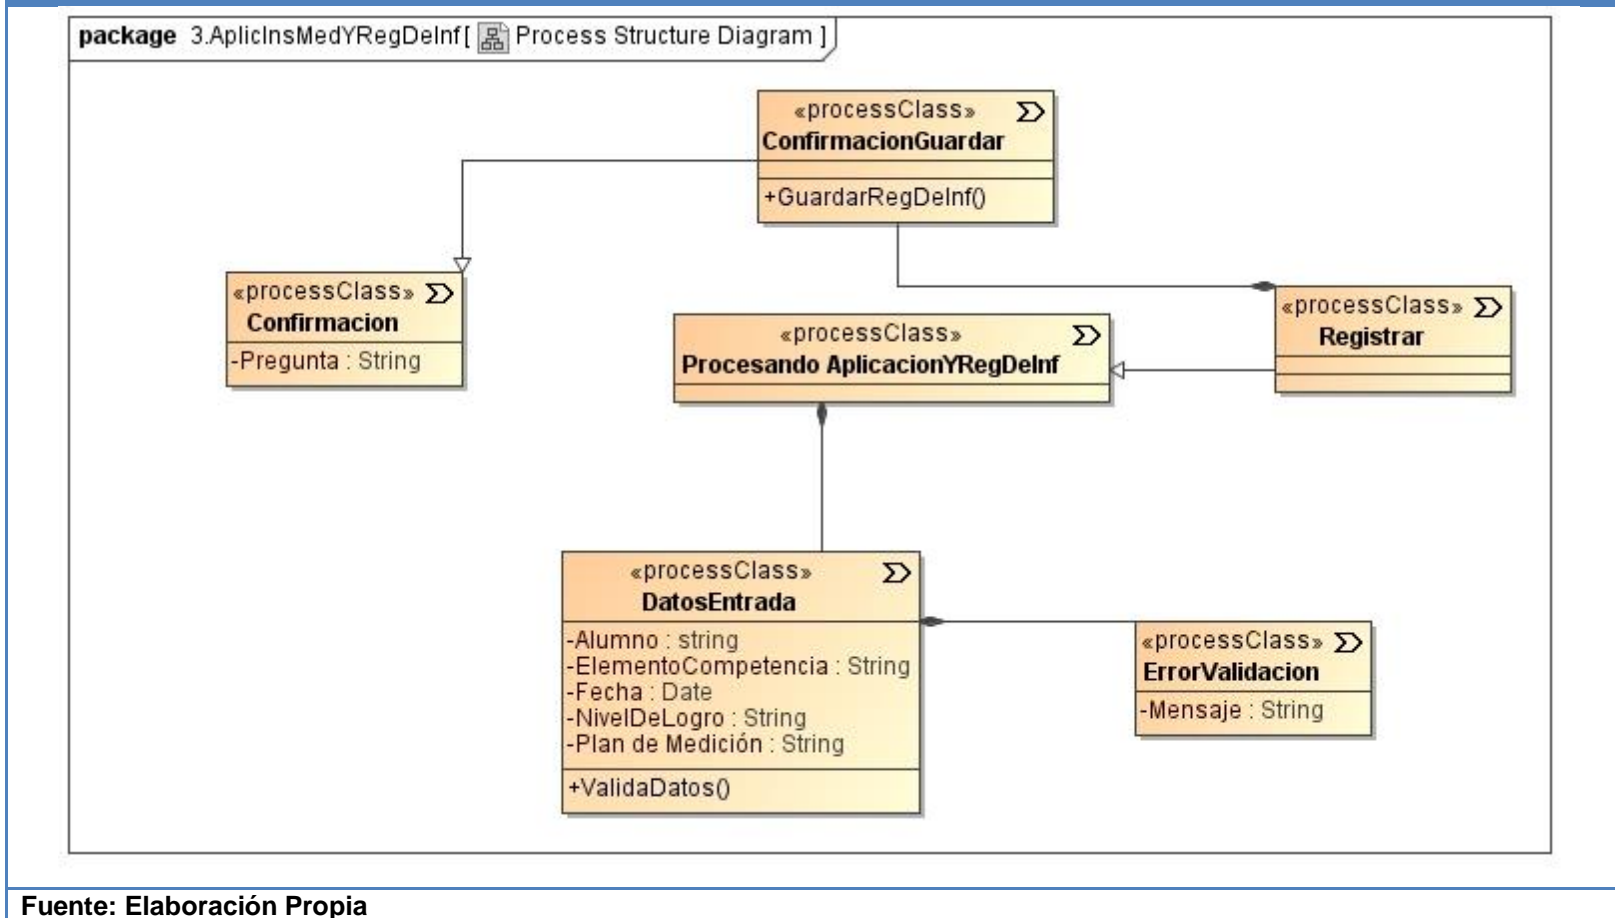 package 3.AplicInsMedYRegDeInf[ Process Structure Diagram ]
«processClass»
ConfirmacionGuardar
+GuardarRegDeInf()
«processClass»
Confirmacion
-Pregunta : String
«processClass»
Procesando AplicacionYRegDeInf
«processClass»
Registrar
«processClass»
DatosEntrada
-Alumno : string
-ElementoCompetencia : String
-Fecha : Date
-NivelDeLogro : String
-Plan de Medición : String
+ValidaDatos()
«processClass»
ErrorValidacion
-Mensaje : String
Fuente: Elaboración Propia